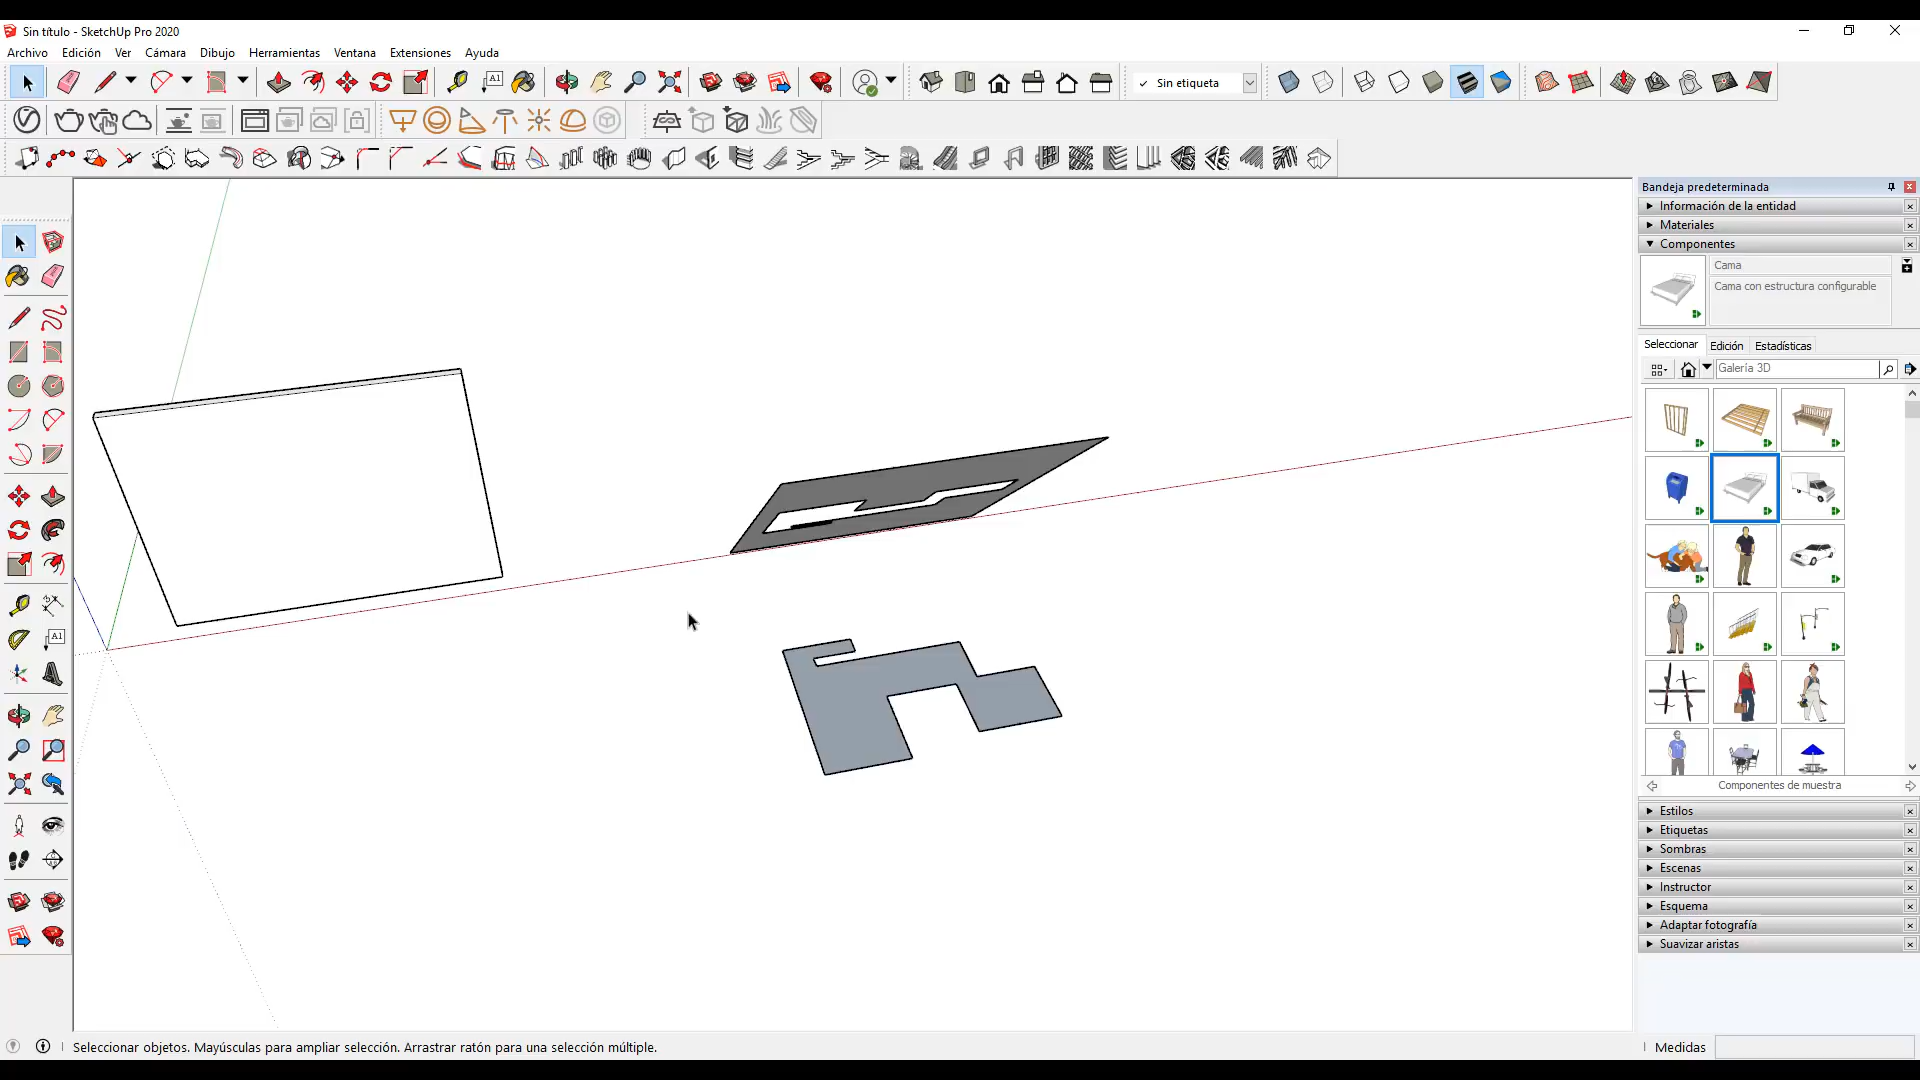 Sin título - SketchUp Pro 2020
Archivo Edición Ver Cámara Dibujo Herramientas Ventana Extensiones Ayuda
A1
Sin etiqueta
Bandeja predeterminada
Información de la entidad
Materiales
Componentes
Cama
Cama con estructura configurable
Seleccionar Edición Estadísticas
Galería 3D
A1
Componentes de muestra
Estilos
Etiquetas
Sombras
Escenas
Instructor
Esquema
Adaptar fotografía
Suavizar aristas
Seleccionar objetos. Mayúsculas para ampliar selección. Arrastrar ratón para una selección múltiple.
Medidas